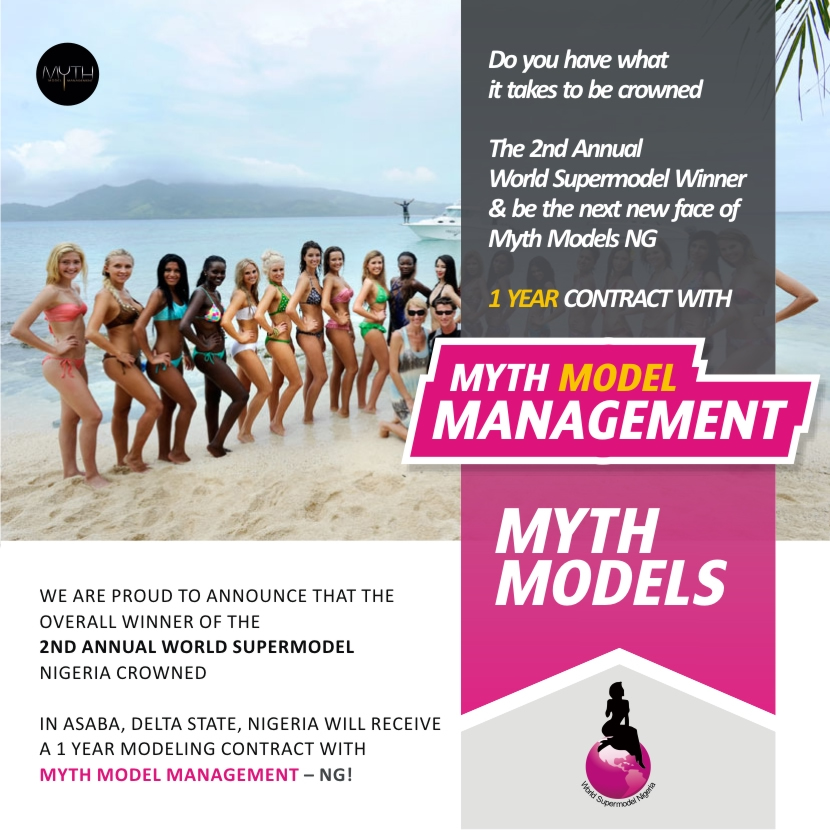 MYTH
Do you have what
it takes to be crowned
The 2nd Annual
World Supermodel Winner
& be the next new face of
Myth Models NG
1 YEAR CONTRACT WITH
MYTH MODEL
MANAGEMENT
MYTH
MODELS
WE ARE PROUD TO ANNOUNCE THAT THE
OVERALL WINNER OF THE
2ND ANNUAL WORLD SUPERMODEL
NIGERIA CROWNED
IN ASABA, DELTA STATE, NIGERIA WILL RECEIVE
A 1 YEAR MODELING CONTRACT WITH
MYTH MODEL MANAGEMENT – NG!
World Supermodel Nigeria